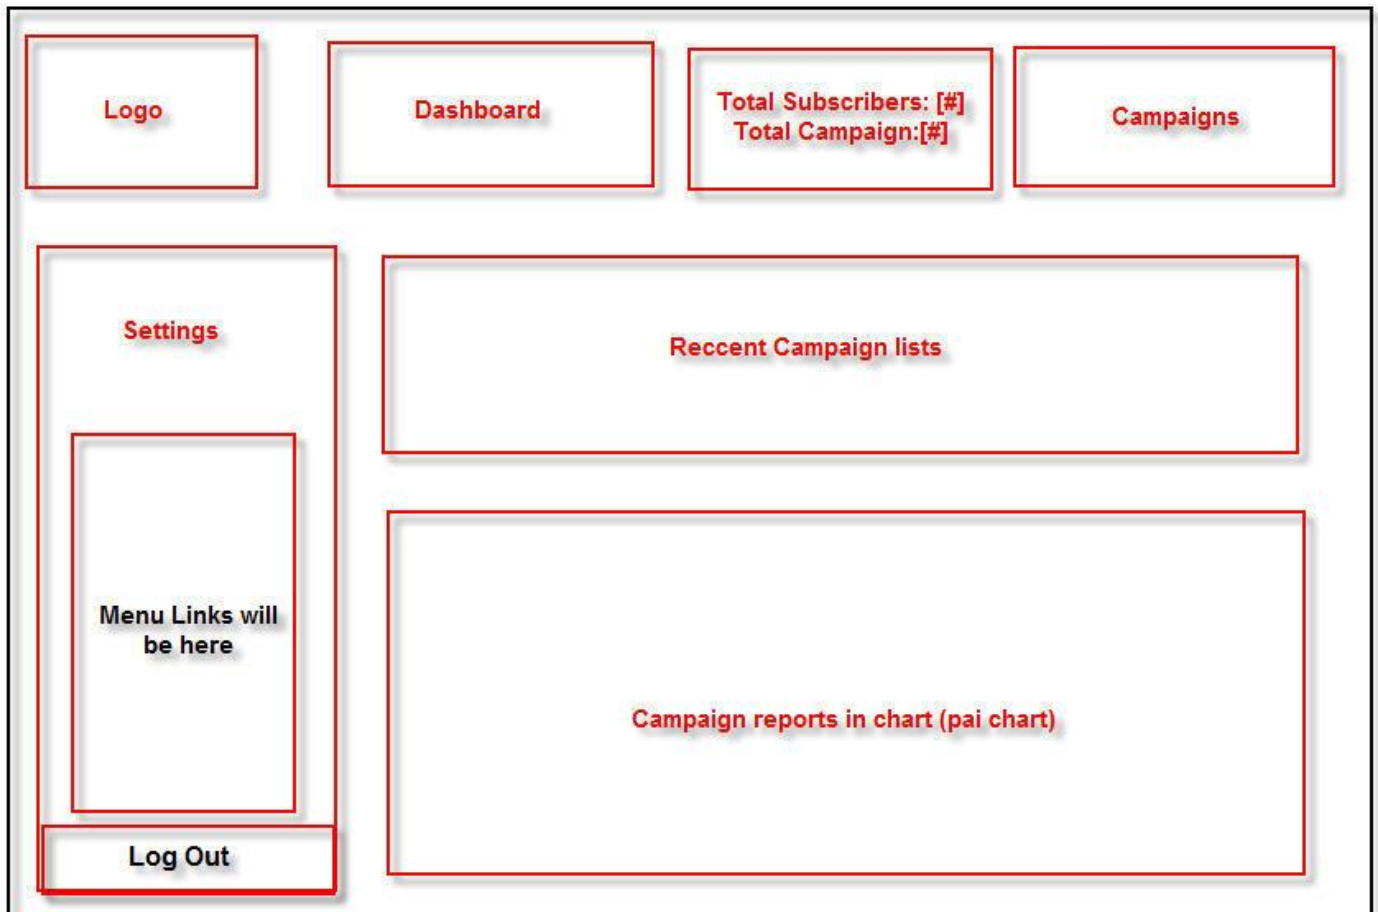 Logo
Dashboard
Total Subscribers: [#]
Total Campaign:[#]
Campaigns
Settings
Reccent Campaign lists
Menu Links will
be here
Campaign reports in chart (pai chart)
Log Out